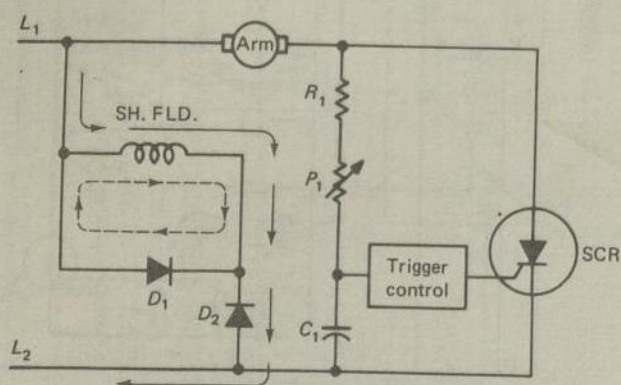 L1
Arm
SH. FLD.
R1
P1
Trigger
control
SCR
D1
D2
C1
L2